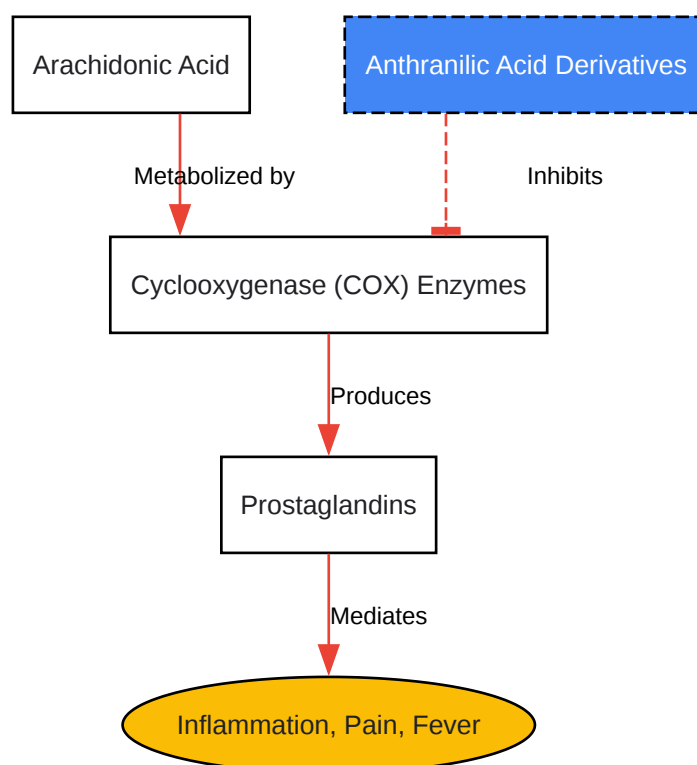 Arachidonic Acid
Anthranilic Acid Derivatives
Metabolized by
Inhibits
Cyclooxygenase (COX) Enzymes
Produces
Prostaglandins
Mediates
Inflammation, Pain, Fever